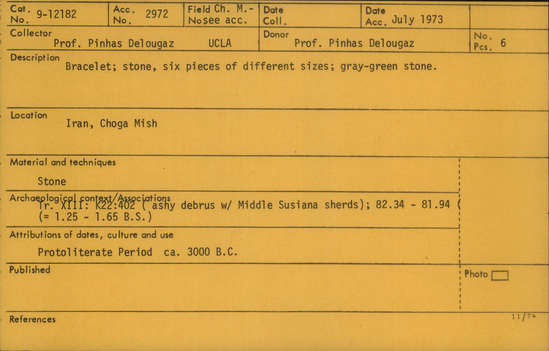 Cat. No. 9-12182 Acc. No. 2972 Field Ch. M.- No. see acc. Date Coll. Date Acc. July 1973
Collector Donor No. Pcs. 6
Prof. Pinhas Delougaz UCLA Prof. Pinhas Delougaz
Description
Bracelet; stone, six pieces of different sizes; gray-green stone.
Location
Iran, Choga Mish
Material and techniques
Stone
Archaeological context/Associations
Tr. XIII: K22:402 ( ashy debrus w/ Middle Susiana sherds); 82.34 - 81.94 (
(= 1.25 - 1.65 B.S.)
Attributions of dates, culture and use
Protoliterate Period ca. 3000 B.C.
Published
Photo
References